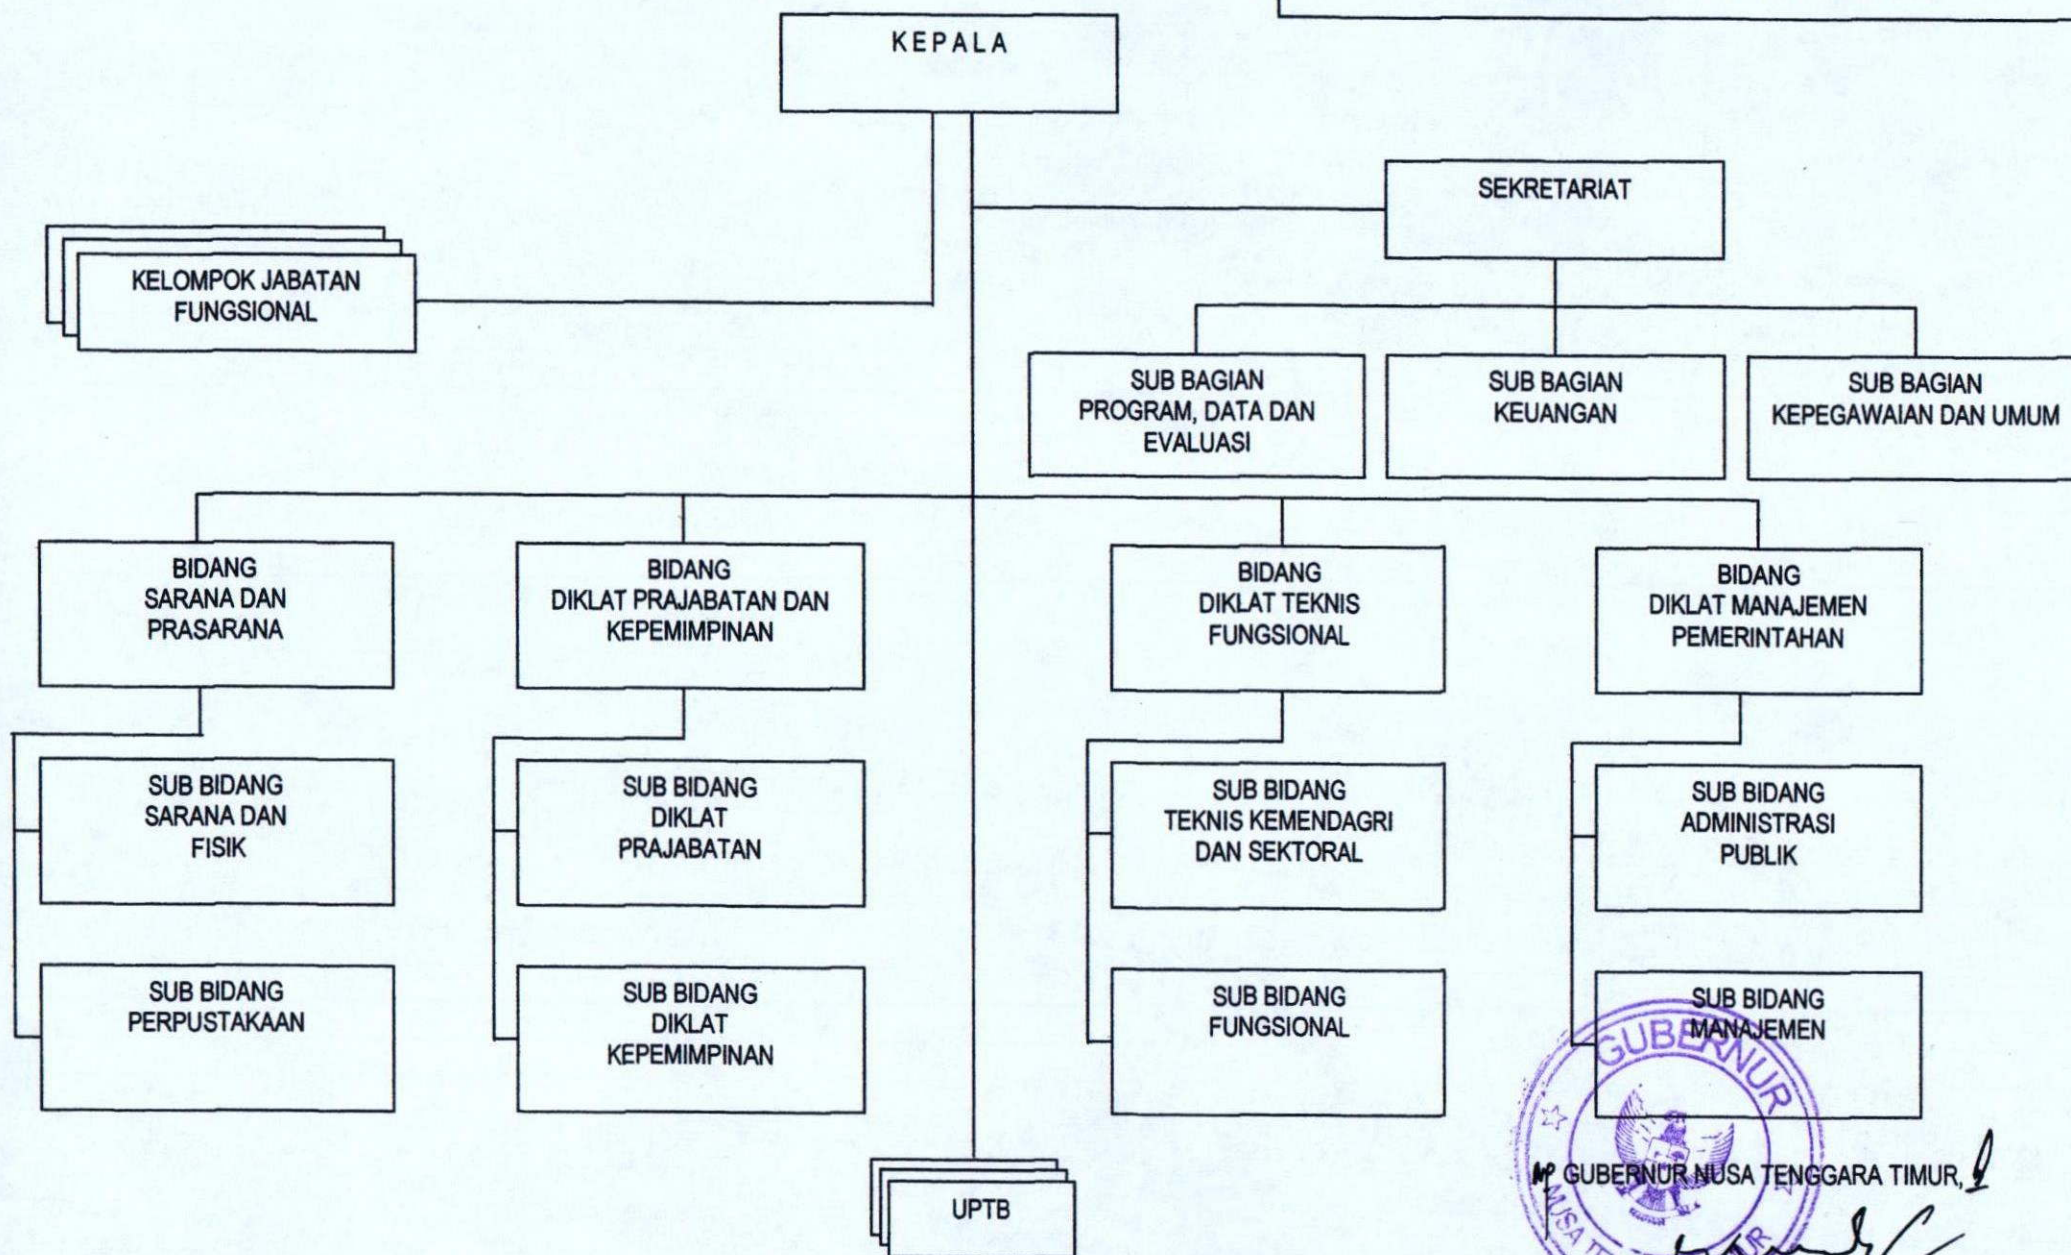 KEPALA
SEKRETARIAT
KELOMPOK JABATAN
FUNGSIONAL
SUB BAGIAN
PROGRAM, DATA DAN
EVALUASI
SUB BAGIAN
KEUANGAN
SUB BAGIAN
KEPEGAWAIAN DAN UMUM
BIDANG
SARANA DAN
PRASARANA
BIDANG
DIKLAT PRAJABATAN DAN
KEPEMIMPINAN
BIDANG
DIKLAT TEKNIS
FUNGSIONAL
BIDANG
DIKLAT MANAJEMEN
PEMERINTAHAN
SUB BIDANG
SARANA DAN
FISIK
SUB BIDANG
DIKLAT
PRAJABATAN
SUB BIDANG
TEKNIS KEMENDAGRI
DAN SEKTORAL
SUB BIDANG
ADMINISTRASI
PUBLIK
SUB BIDANG
PERPUSTAKAAN
SUB BIDANG
DIKLAT
KEPEMIMPINAN
SUB BIDANG
FUNGSIONAL
SUB BIDANG
MANAJEMEN
GUBERNUR
GUBERNUR NUSA TENGGARA TIMUR,
UPTB